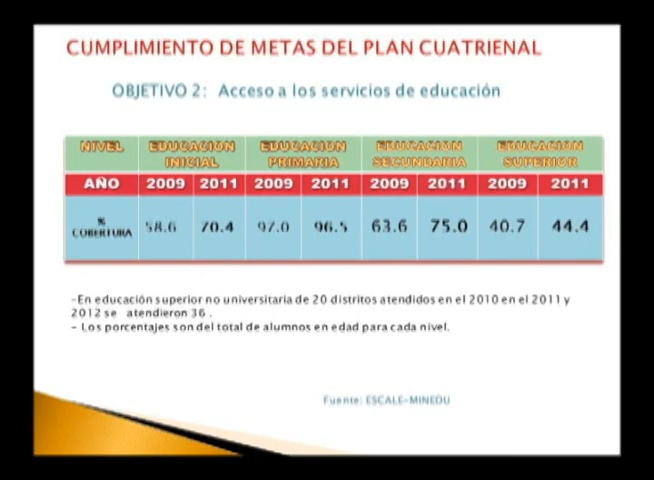 CUMPLIMIENTO DE METAS DEL PLAN CUATRIENAL
OBJETIVO 2: Acceso a los servicios de educación
NIVEL EDUCACION INICIAL EDUCACION PRIMARIA EDUCACION SECUNDARIA EDUCACION SUPERIOR
AÑO 2009 2011 2009 2011 2009 2011 2009 2011
% COBERTURA 58.6 70.4 97.0 96.5 63.6 75.0 40.7 44.4
-En educación superior no universitaria de 20 distritos atendidos en el 2010 en el 2011 y
2012 se atendieron 36 .
- Los porcentajes son del total de alumnos en edad para cada nivel.
Fuente: ESCALE-MINEDU